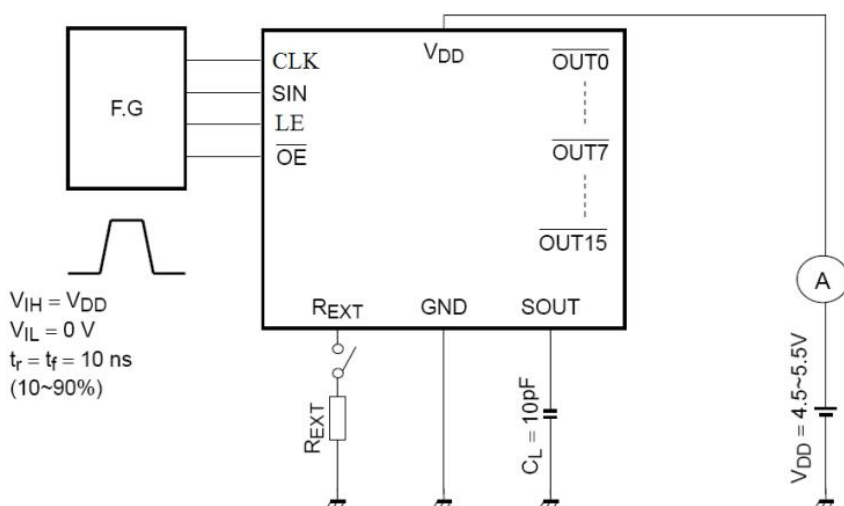 F.G
CLK
SIN
LE
OE
VDD
OUT0
OUT7
OUT15
REXT
GND
SOUT
VIH = VDD
VIL = 0 V
tr = tf = 10 ns
(10~90%)
REXT
CL = 10pF
A
VDD = 4.5~5.5V